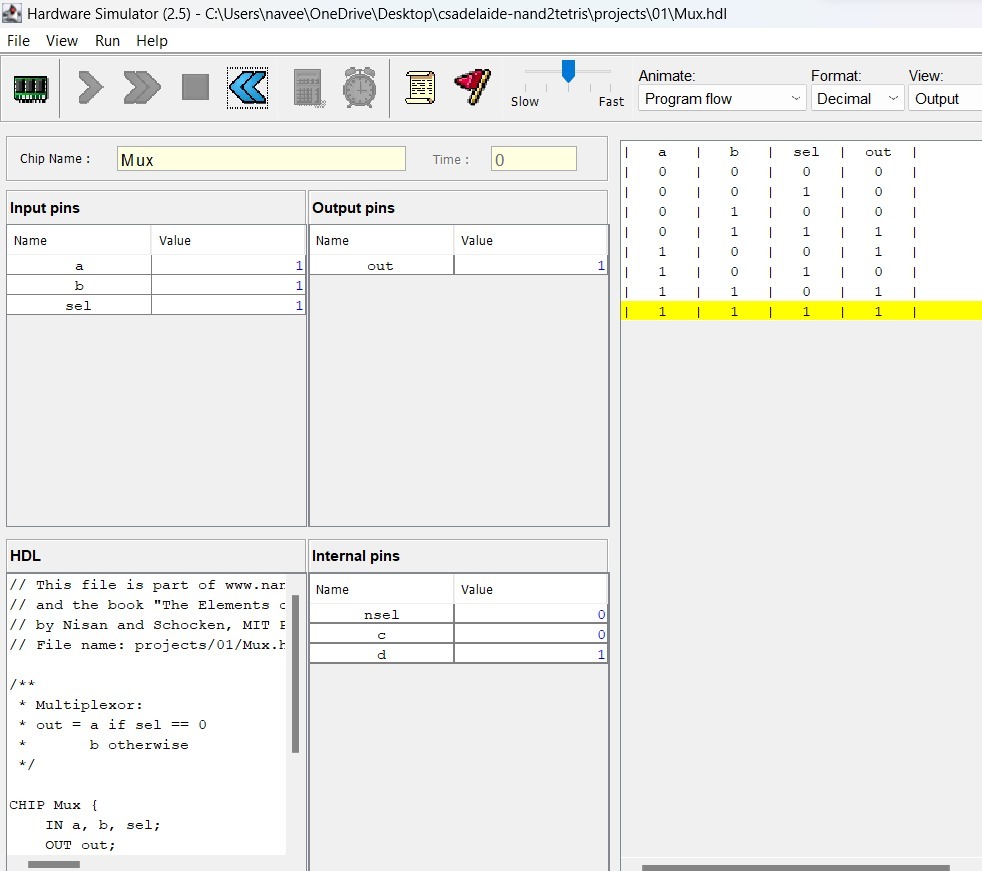 Hardware Simulator (2.5) - C:\Users\navee\OneDrive\Desktop\csadelaide-nand2tetris\projects\01\Mux.hdl
File View Run Help
Slow Fast
Animate: Format: View:
Program flow Decimal Output
Chip Name : Mux Time : 0
Input pins
Name Value
a 1
b 1
sel 1
Output pins
Name Value
out 1
HDL
// This file is part of www.nan
// and the book "The Elements o
// by Nisan and Schocken, MIT P
// File name: projects/01/Mux.h
/**
* Multiplexor:
* out = a if sel == 0
* b otherwise
*/
CHIP Mux {
IN a, b, sel;
OUT out;
Internal pins
Name Value
nsel 0
c 0
d 1
| a | b | sel | out |
| 0 | 0 | 0 | 0 |
| 0 | 0 | 1 | 0 |
| 0 | 1 | 0 | 0 |
| 0 | 1 | 1 | 1 |
| 1 | 0 | 0 | 1 |
| 1 | 0 | 1 | 0 |
| 1 | 1 | 0 | 1 |
| 1 | 1 | 1 | 1 |